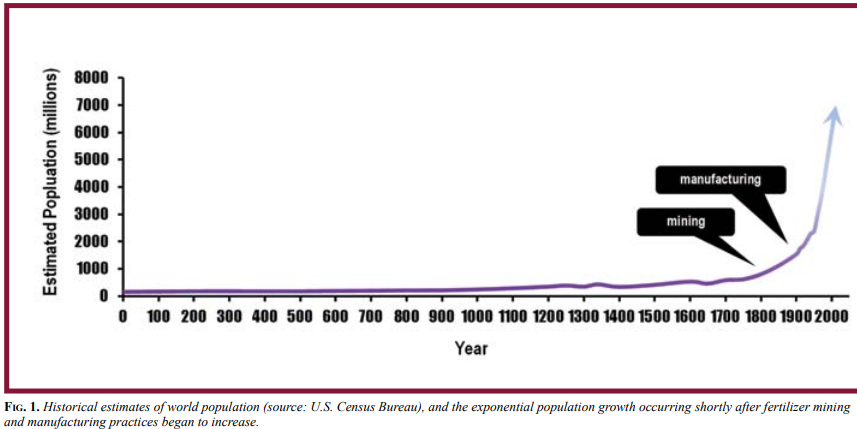 Estimated Popluation (millions)
8000
7000
6000
5000
4000
3000
2000
1000
0
manufacturing
mining
0 100 200 300 400 500 600 700 800 900 1000 1100 1200 1300 1400 1500 1600 1700 1800 1900 2000
Year
FIG. 1. Historical estimates of world population (source: U.S. Census Bureau), and the exponential population growth occurring shortly after fertilizer mining
and manufacturing practices began to increase.